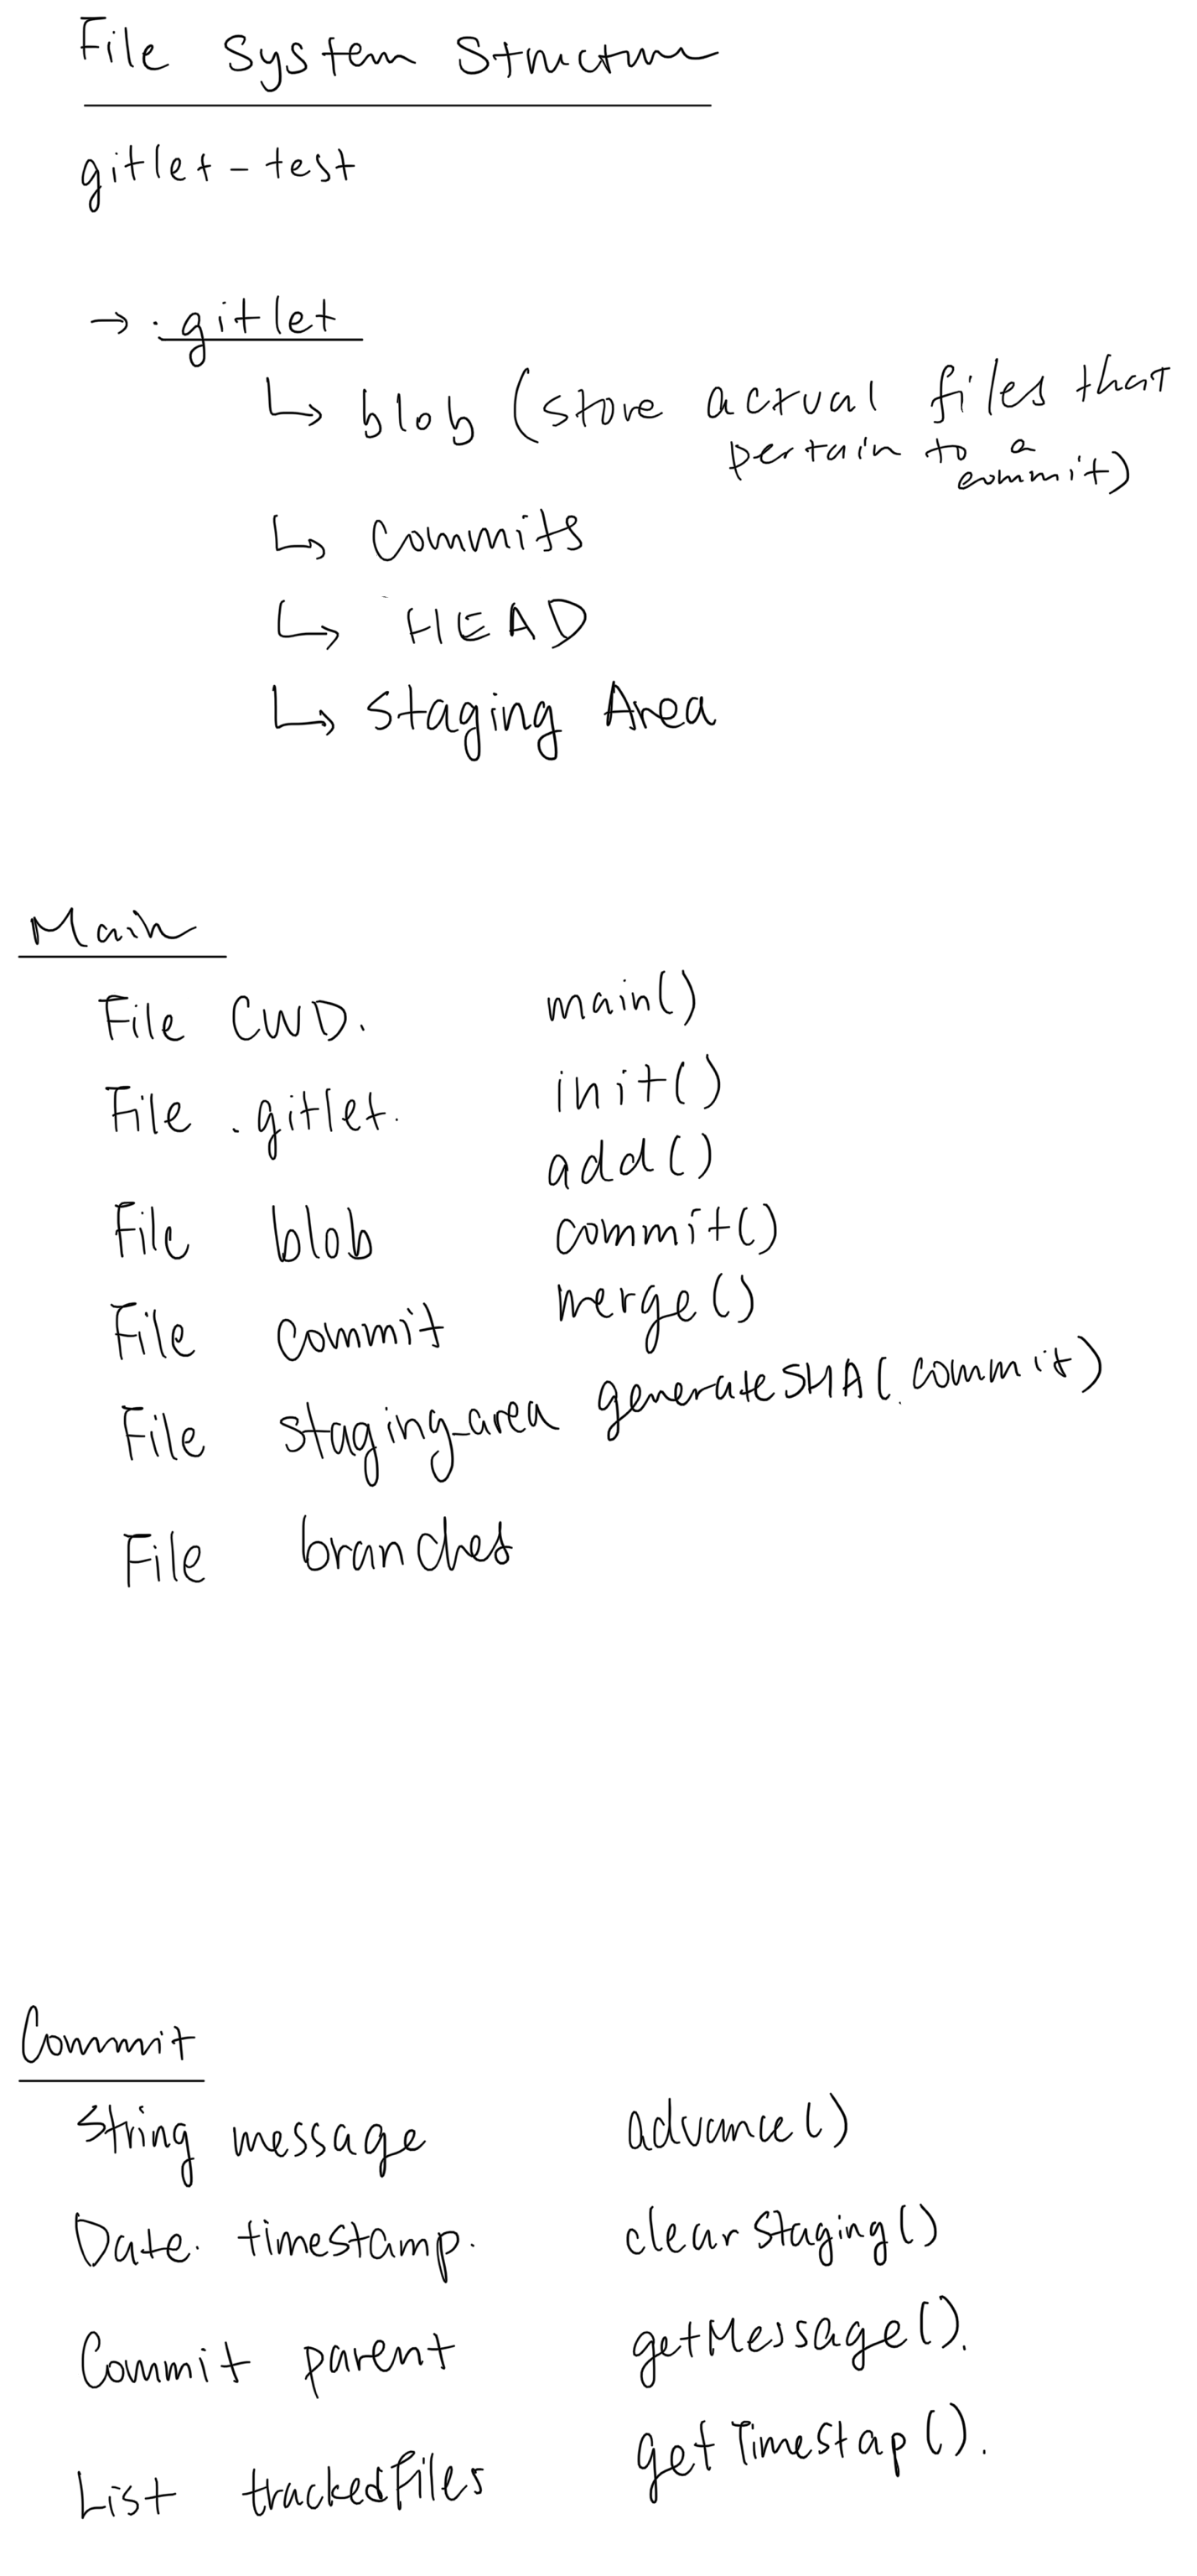 File System Structure
gitlet-test
→ .gitlet
↳ blob (store actual files that
pertain to a
commit)
↳ Commits
↳ HEAD
↳ Staging Area
Main
File CWD. main()
File .gitlet. init()
add()
File blob commit()
File commit merge()
File staging_area generateSHA(commit)
File branches
Commit
String message advance()
Date. timestamp. clearStaging()
Commit parent getMessage().
List trackedFiles getTimestap().